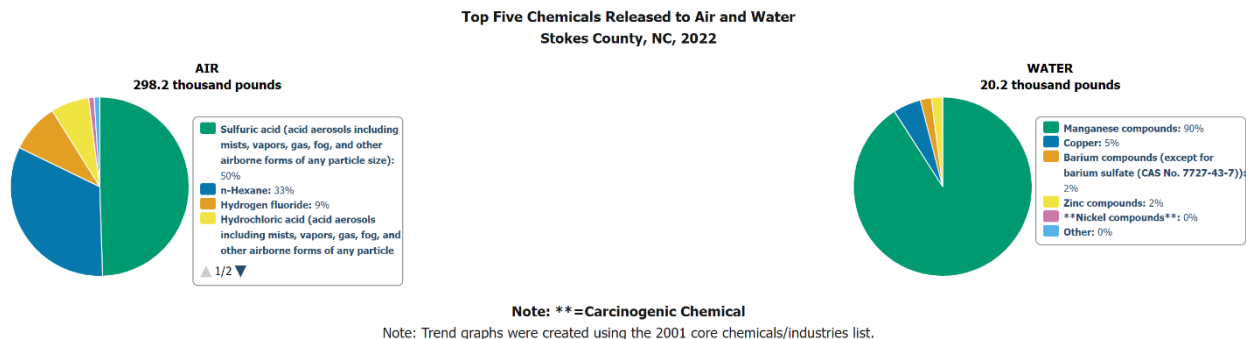 Top Five Chemicals Released to Air and Water
Stokes County, NC, 2022
AIR
298.2 thousand pounds
Sulfuric acid (acid aerosols including
mists, vapors, gas, fog, and other
airborne forms of any particle size):
50%
n-Hexane: 33%
Hydrogen fluoride: 9%
Hydrochloric acid (acid aerosols
including mists, vapors, gas, fog, and
other airborne forms of any particle
1/2
WATER
20.2 thousand pounds
Manganese compounds: 90%
Copper: 5%
Barium compounds (except for
barium sulfate (CAS No. 7727-43-7)):
2%
Zinc compounds: 2%
**Nickel compounds**: 0%
Other: 0%
Note: **=Carcinogenic Chemical
Note: Trend graphs were created using the 2001 core chemicals/industries list.